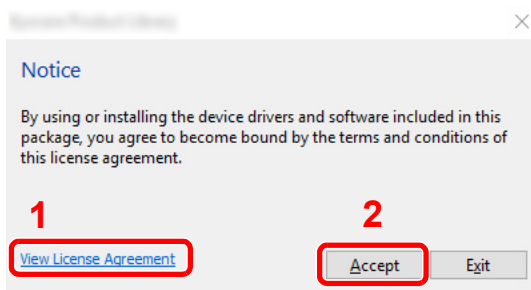 Notice
By using or installing the device drivers and software included in this
package, you agree to become bound by the terms and conditions of
this license agreement.
1
2
View License Agreement
Accept
Exit